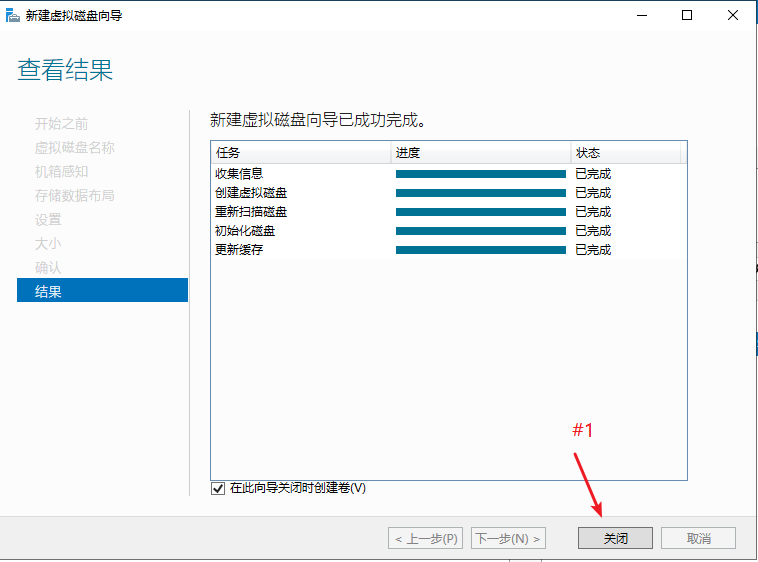 新建虚拟磁盘向导
查看结果
开始之前
虚拟磁盘名称
机箱感知
存储数据布局
设置
大小
确认
结果
新建虚拟磁盘向导已成功完成。
任务 进度 状态
收集信息 已完成
创建虚拟磁盘 已完成
重新扫描磁盘 已完成
初始化磁盘 已完成
更新缓存 已完成
#1
在此向导关闭时创建卷(V)
< 上一步(P) 下一步(N) > 关闭 取消